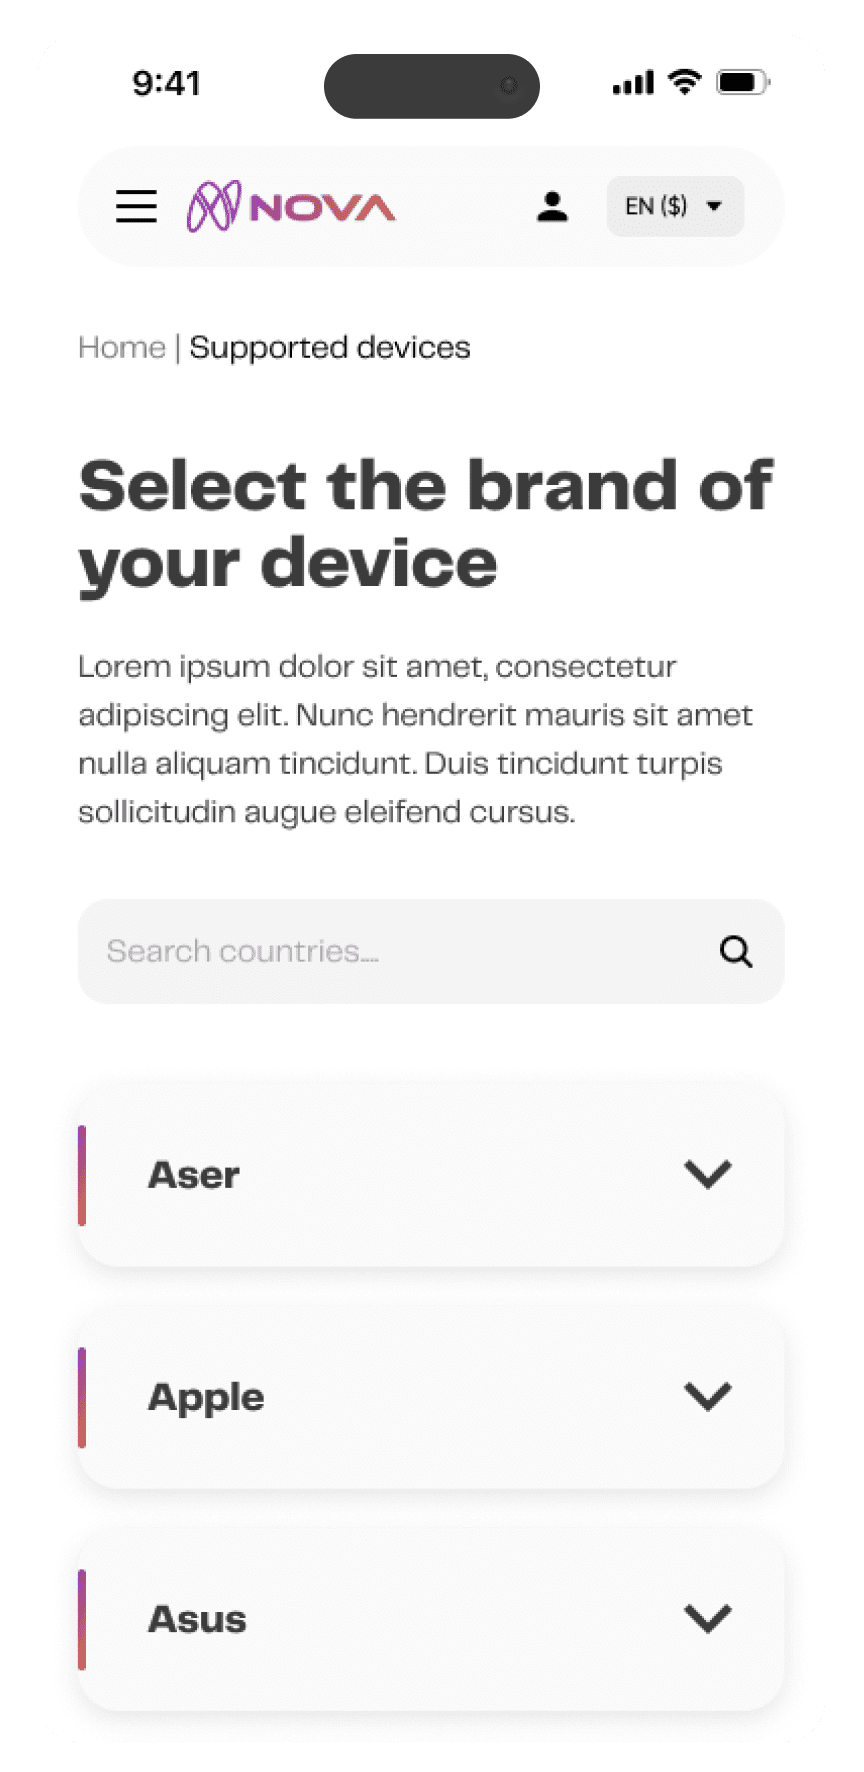 9:41
NOVA
EN ($)
Home | Supported devices
Select the brand of
your device
Lorem ipsum dolor sit amet, consectetur
adipiscing elit. Nunc hendrerit mauris sit amet
nulla aliquam tincidunt. Duis tincidunt turpis
sollicitudin augue eleifend cursus.
Search countries....
Aser
Apple
Asus